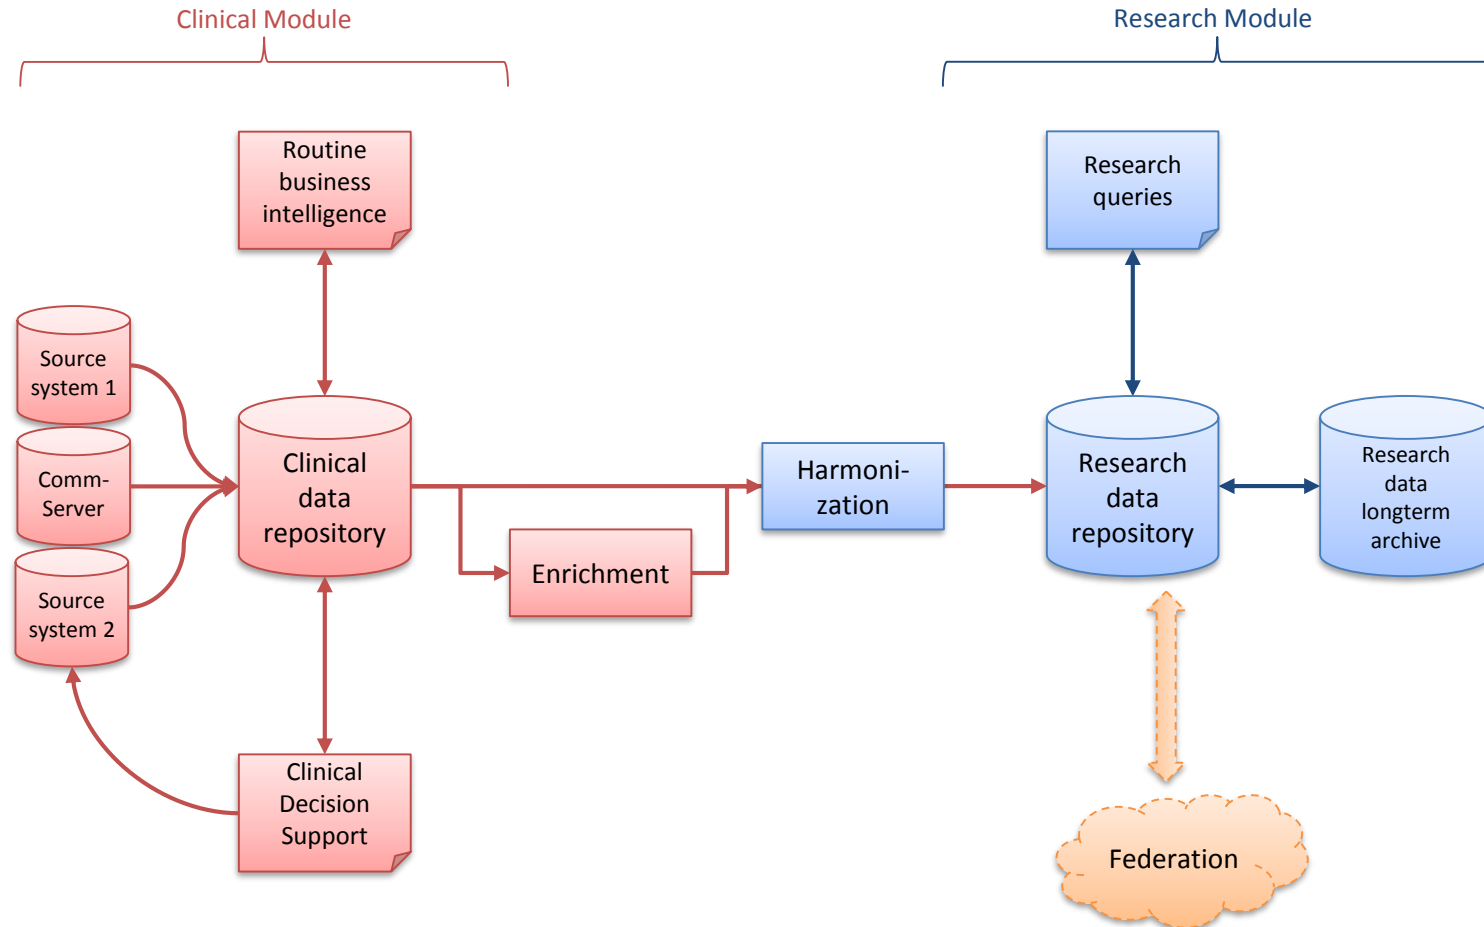 Clinical Module
Research Module
Routine
business
intelligence
Research
queries
Source
system 1
Comm-
Server
Source
system 2
Clinical
data
repository
Enrichment
Harmoni-
zation
Research
data
repository
Research
data
longterm
archive
Clinical
Decision
Support
Federation